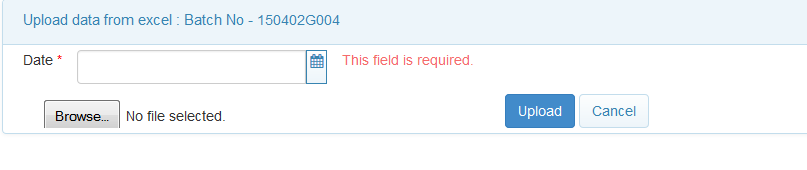 Upload data from excel : Batch No - 150402G004
Date * This field is required.
Browse... No file selected. Upload Cancel